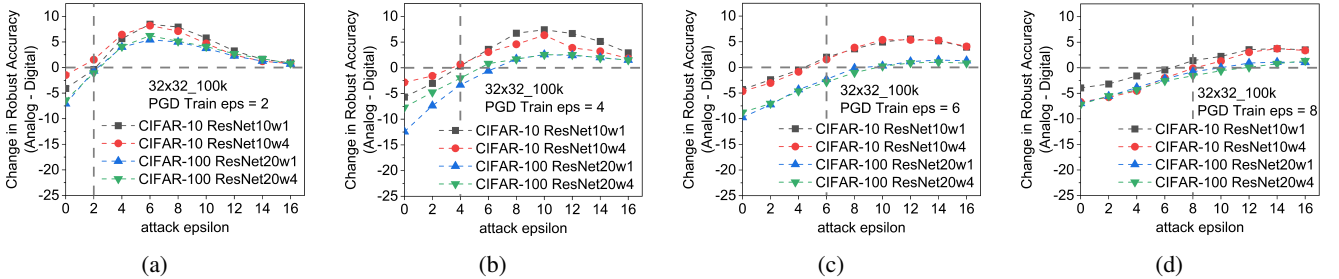 Change in Robust Accuracy
(Analog - Digital)
10
5
0
-5
-10
-15
-20
-25
32x32_100k
PGD Train eps = 2
CIFAR-10 ResNet10w1
CIFAR-10 ResNet10w4
CIFAR-100 ResNet20w1
CIFAR-100 ResNet20w4
0 2 4 6 8 10 12 14 16
attack epsilon
(a)
Change in Robust Accuracy
(Analog - Digital)
10
5
0
-5
-10
-15
-20
-25
32x32_100k
PGD Train eps = 4
CIFAR-10 ResNet10w1
CIFAR-10 ResNet10w4
CIFAR-100 ResNet20w1
CIFAR-100 ResNet20w4
0 2 4 6 8 10 12 14 16
attack epsilon
(b)
Change in Robust Accuracy
(Analog - Digital)
10
5
0
-5
-10
-15
-20
-25
32x32_100k
PGD Train eps = 6
CIFAR-10 ResNet10w1
CIFAR-10 ResNet10w4
CIFAR-100 ResNet20w1
CIFAR-100 ResNet20w4
0 2 4 6 8 10 12 14 16
attack epsilon
(c)
Change in Robust Accuracy
(Analog - Digital)
10
5
0
-5
-10
-15
-20
-25
32x32_100k
PGD Train eps = 8
CIFAR-10 ResNet10w1
CIFAR-10 ResNet10w4
CIFAR-100 ResNet20w1
CIFAR-100 ResNet20w4
0 2 4 6 8 10 12 14 16
attack epsilon
(d)